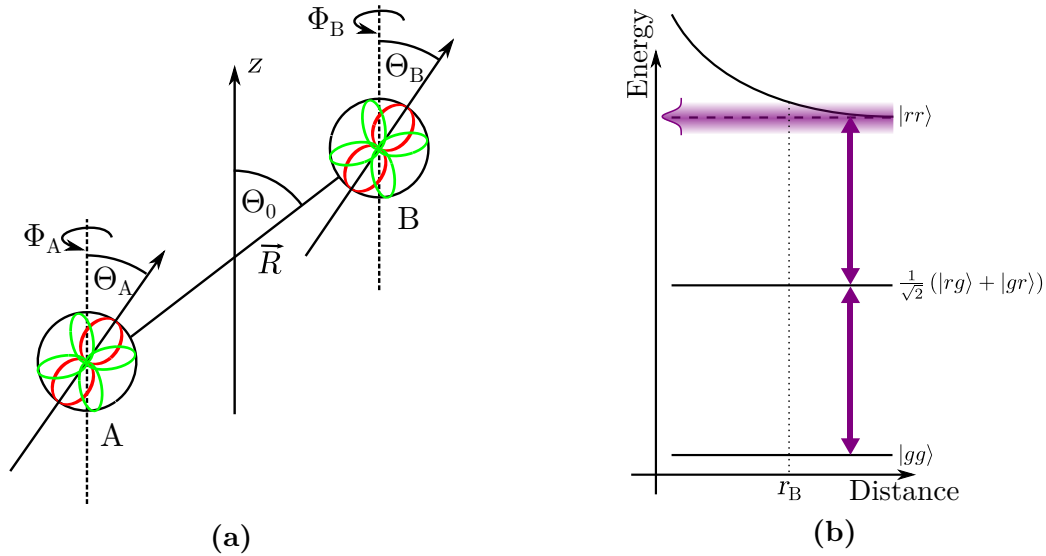 Φ_B
Θ_B
z
B
Θ_0
R⃗
Φ_A
Θ_A
A
(a)
Energy
|rr⟩
1/√2 (|rg⟩ + |gr⟩)
|gg⟩
r_B
Distance
(b)